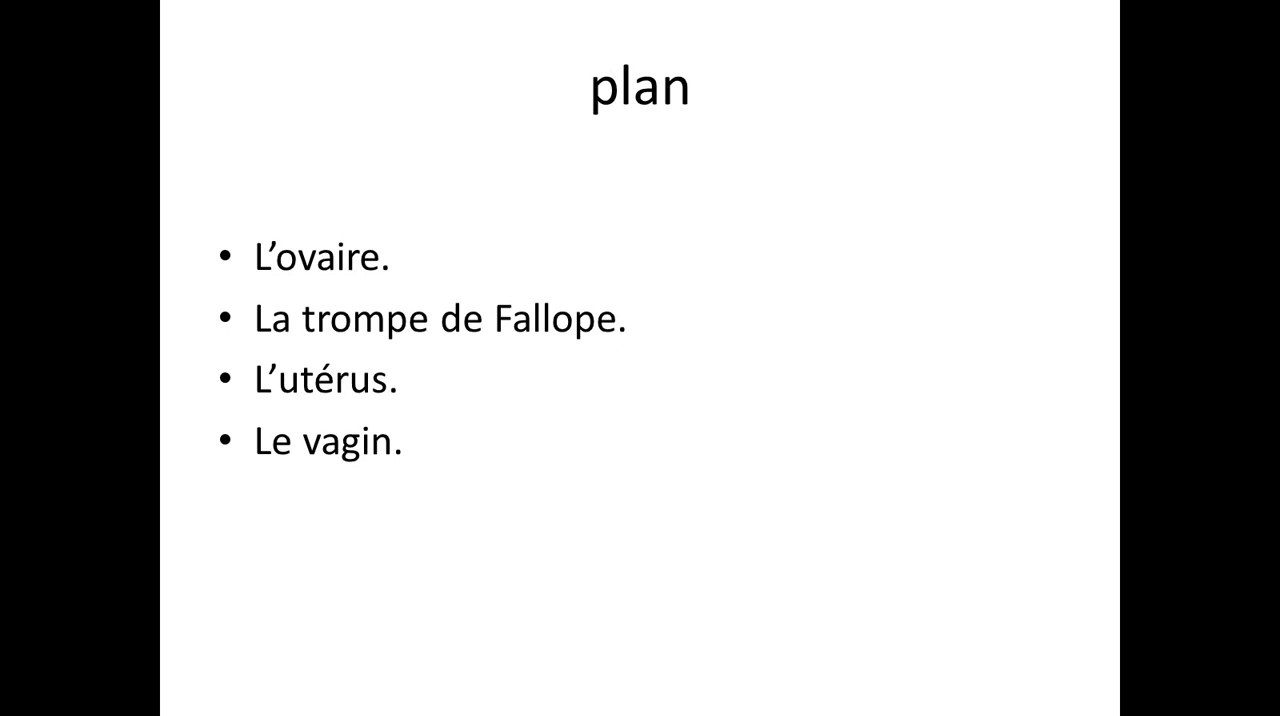 plan
• L’ovaire.
• La trompe de Fallope.
• L’utérus.
• Le vagin.